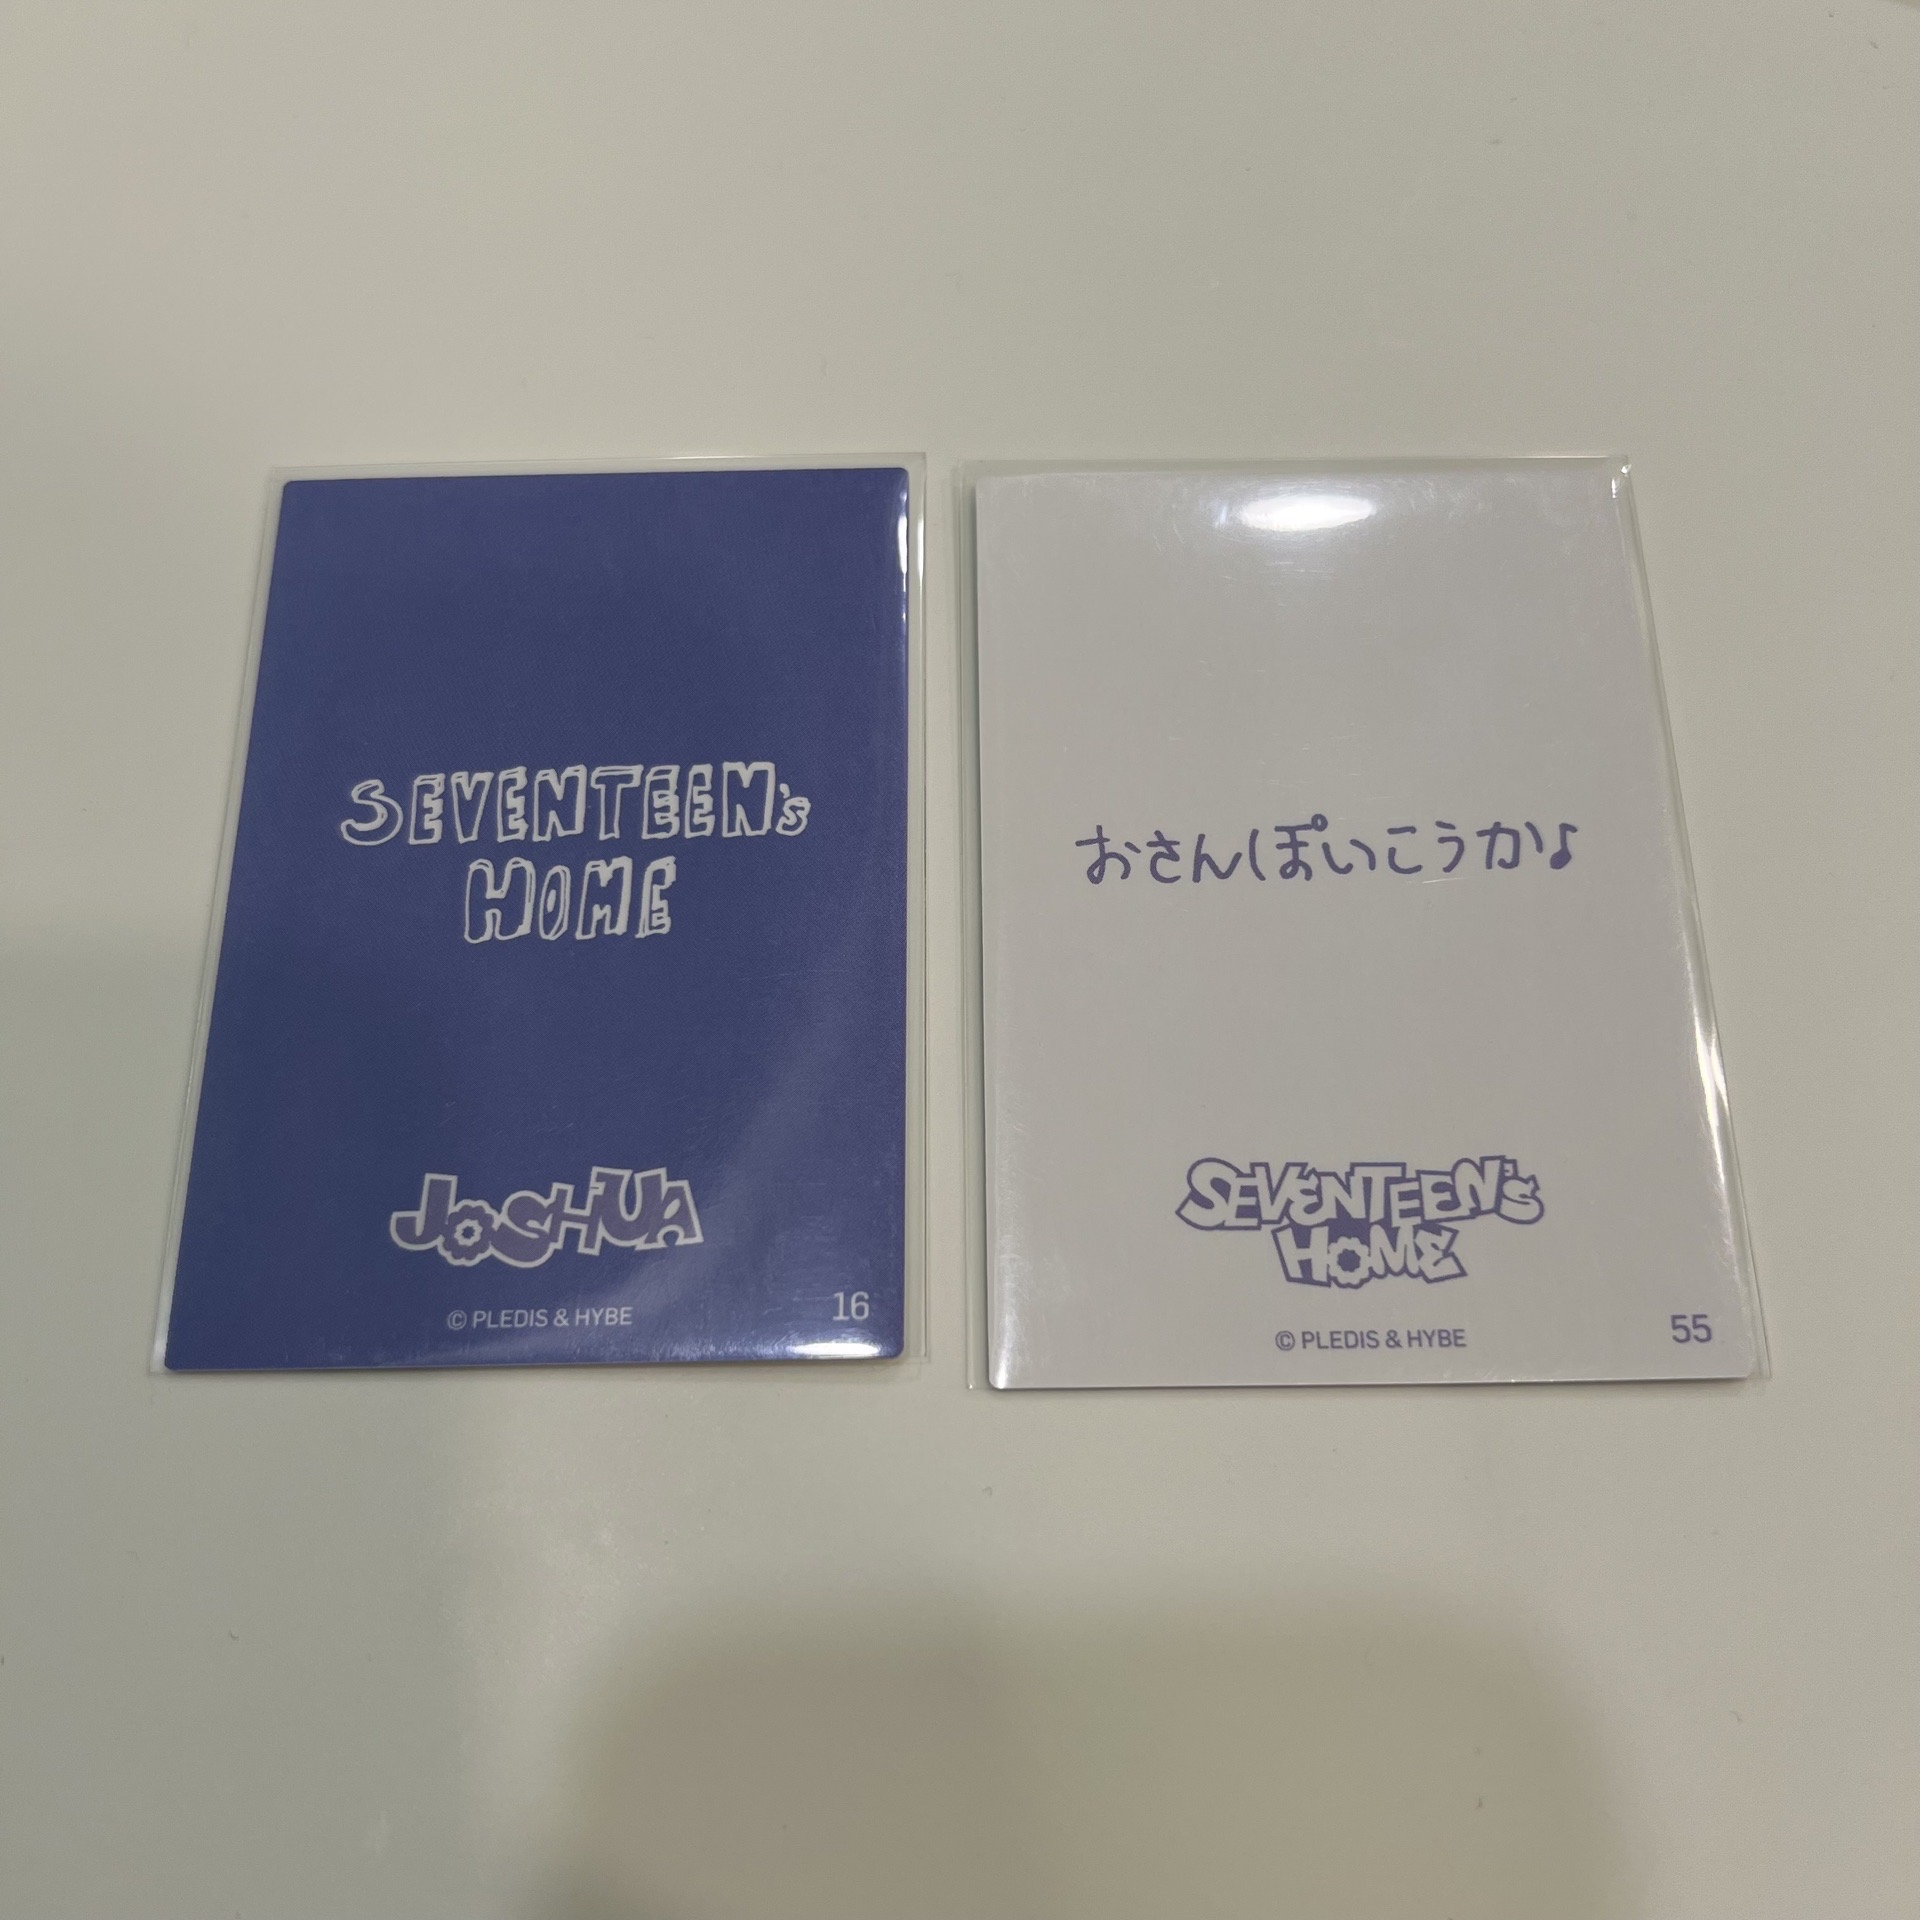 SEVENTEEN's
HOME
JOSHUA
© PLEDIS & HYBE
16
おさんぽいこうか♪
SEVENTEEN's
HOME
© PLEDIS & HYBE
55